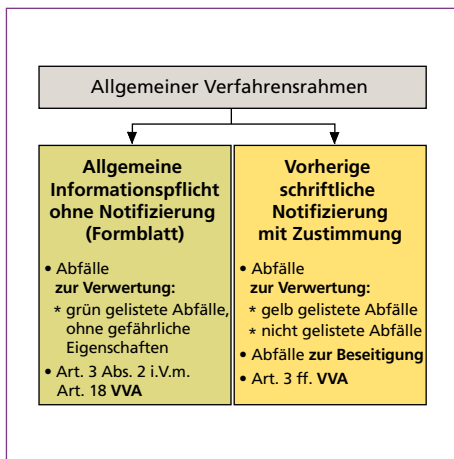 Allgemeiner Verfahrensrahmen
Allgemeine
Informationspflicht
ohne Notifizierung
(Formblatt)
• Abfälle
zur Verwertung:
* grün gelistete Abfälle,
ohne gefährliche
Eigenschaften
• Art. 3 Abs. 2 i.V.m.
Art. 18 VVA
Vorherige
schriftliche
Notifizierung
mit Zustimmung
• Abfälle
zur Verwertung:
* gelb gelistete Abfälle
* nicht gelistete Abfälle
• Abfälle zur Beseitigung
• Art. 3 ff. VVA